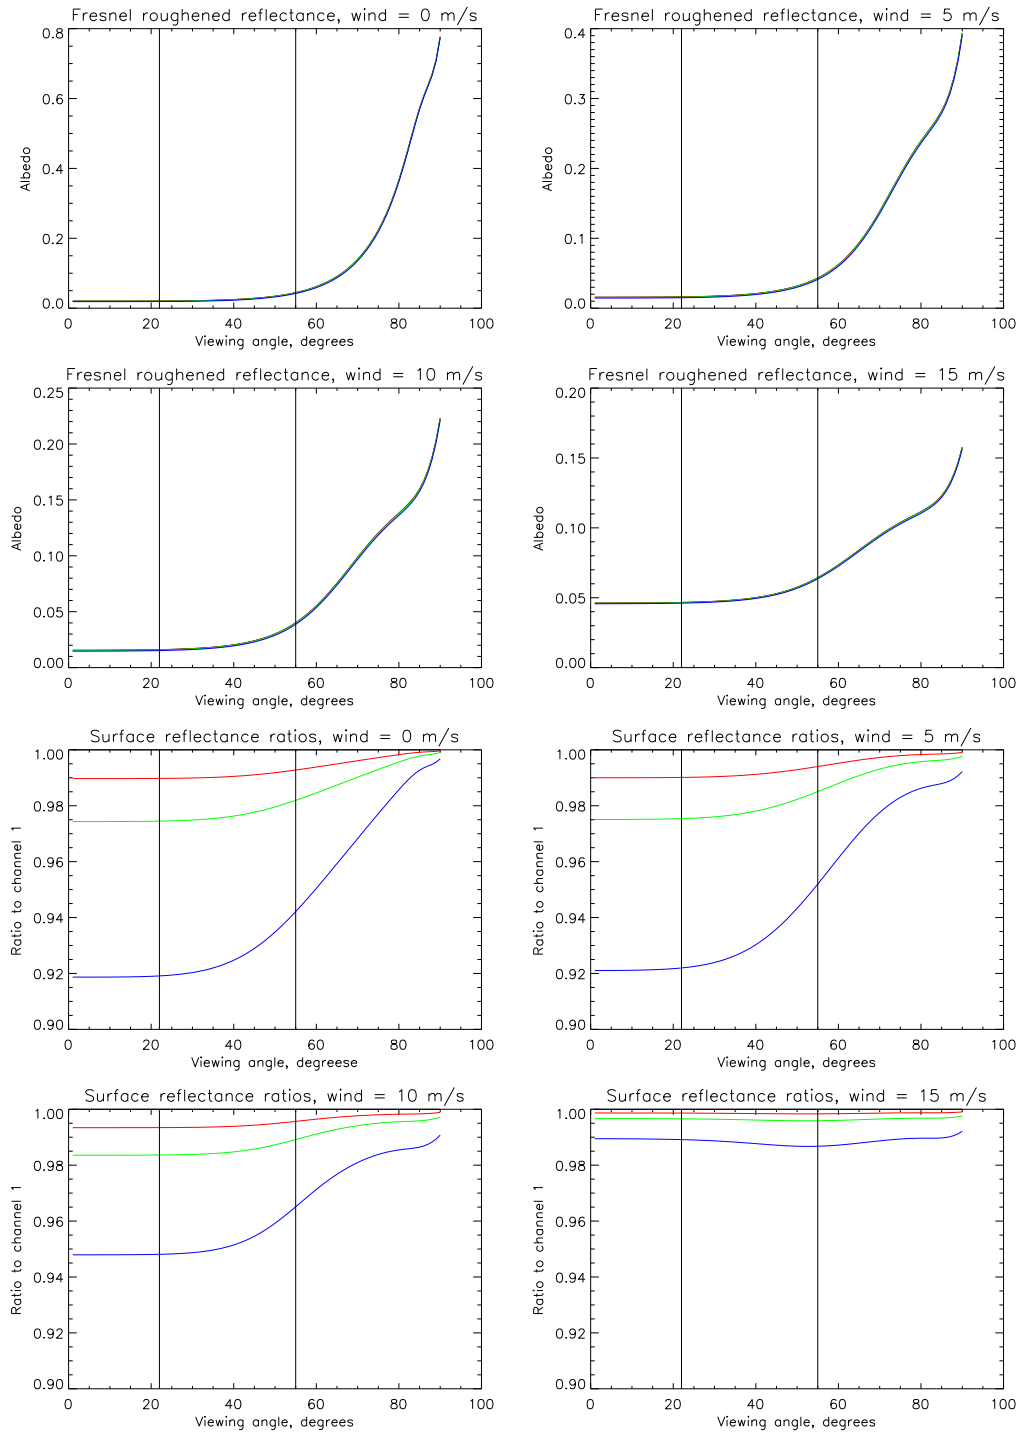 Fresnel roughened reflectance, wind = 0 m/s
0.8
0.6
0.4
0.2
0.0
Albedo
0 20 40 60 80 100
Viewing angle, degrees
Fresnel roughened reflectance, wind = 5 m/s
0.4
0.3
0.2
0.1
0.0
Albedo
0 20 40 60 80 100
Viewing angle, degrees
Fresnel roughened reflectance, wind = 10 m/s
0.25
0.20
0.15
0.10
0.05
0.00
Albedo
0 20 40 60 80 100
Viewing angle, degrees
Fresnel roughened reflectance, wind = 15 m/s
0.20
0.15
0.10
0.05
0.00
Albedo
0 20 40 60 80 100
Viewing angle, degrees
Surface reflectance ratios, wind = 0 m/s
1.00
0.98
0.96
0.94
0.92
0.90
Ratio to channel 1
0 20 40 60 80 100
Viewing angle, degreese
Surface reflectance ratios, wind = 5 m/s
1.00
0.98
0.96
0.94
0.92
0.90
Ratio to channel 1
0 20 40 60 80 100
Viewing angle, degrees
Surface reflectance ratios, wind = 10 m/s
1.00
0.98
0.96
0.94
0.92
0.90
Ratio to channel 1
0 20 40 60 80 100
Viewing angle, degrees
Surface reflectance ratios, wind = 15 m/s
1.00
0.98
0.96
0.94
0.92
0.90
Ratio to channel 1
0 20 40 60 80 100
Viewing angle, degrees